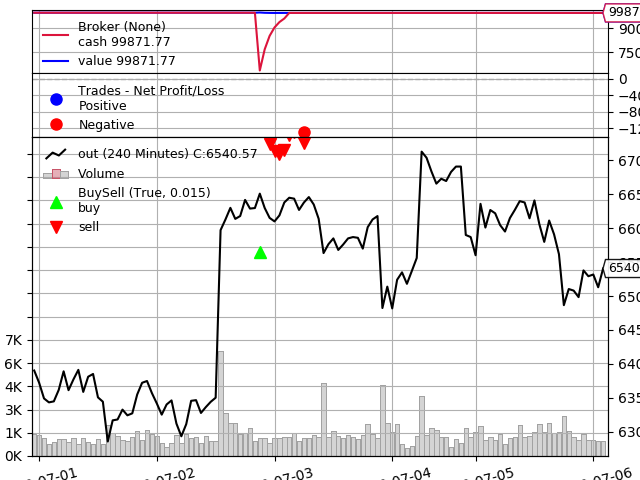 Broker (None)
cash 99871.77
value 99871.77
9987
900
750
Trades - Net Profit/Loss
Positive
Negative
0
−40
−80
−12
out (240 Minutes) C:6540.57
Volume
BuySell (True, 0.015)
buy
sell
670
665
660
6540
650
645
640
635
630
7K
6K
4K
3K
1K
0K
-07-01
-07-02
-07-03
-07-04
-07-05
-07-06